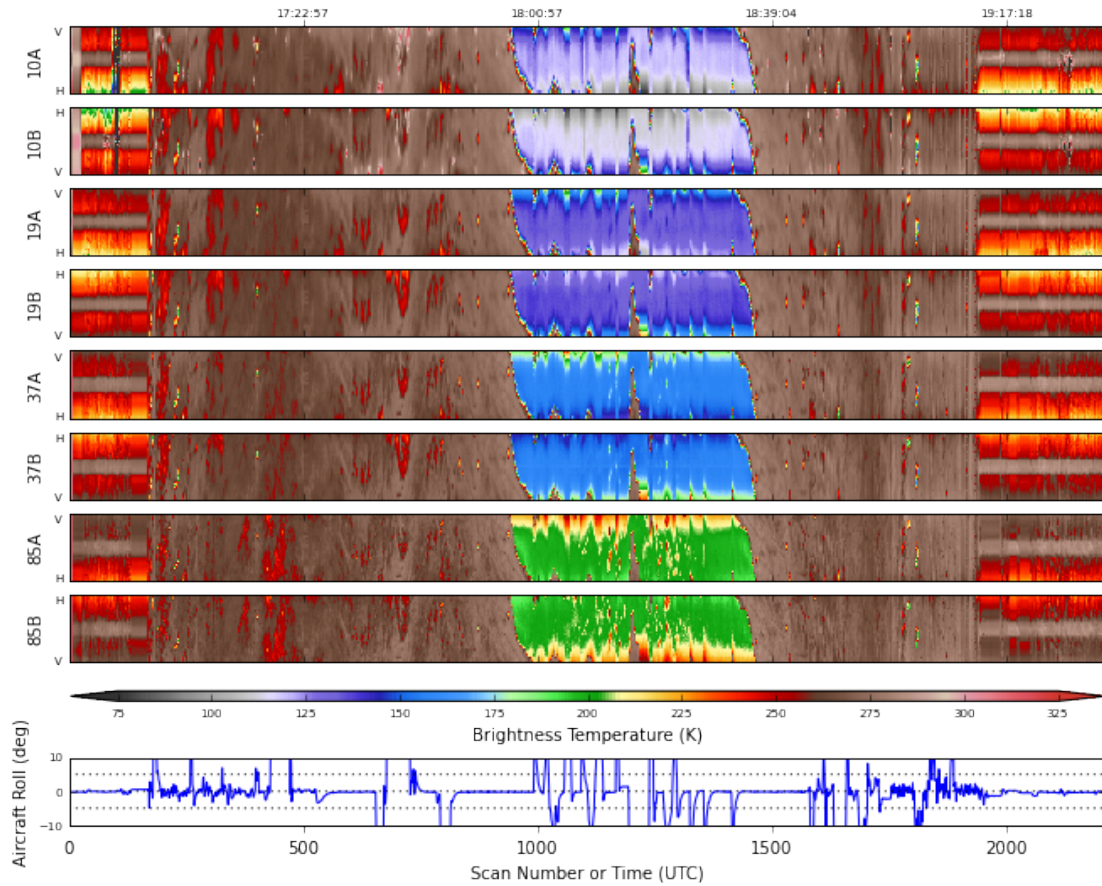 17:22:57 18:00:57 18:39:04 19:17:18
V
10A
H
H
10B
V
V
19A
H
H
19B
V
V
37A
H
H
37B
V
V
85A
H
H
85B
V
75 100 125 150 175 200 225 250 275 300 325
Brightness Temperature (K)
Aircraft Roll (deg)
10
0
−10
0 500 1000 1500 2000
Scan Number or Time (UTC)